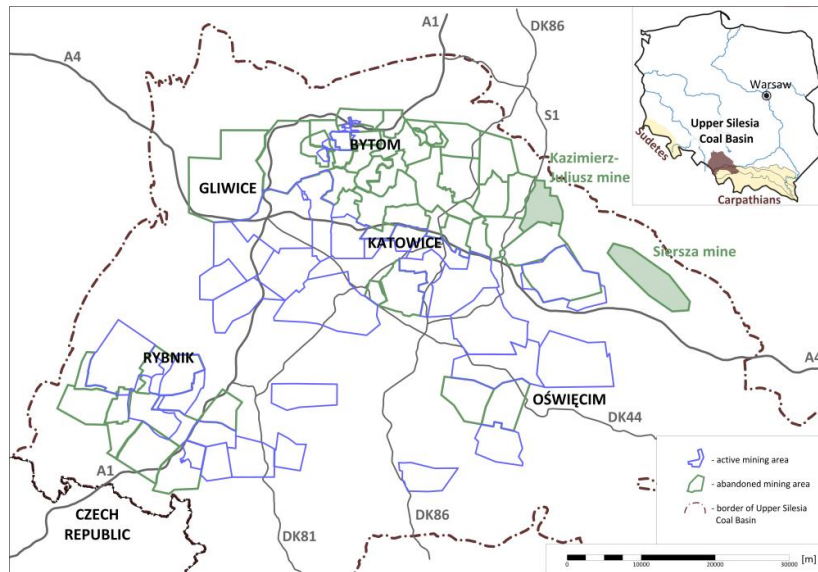 A1
DK86
A4
S1
Warsaw
Upper Silesia
Coal Basin
Sudetes
Carpathians
BYTOM
Kazimierz-
Juliusz mine
GLIWICE
KATOWICE
Siersza mine
RYBNIK
A4
OŚWIĘCIM
DK44
A1
CZECH
REPUBLIC
DK81
DK86
- active mining area
- abandoned mining area
- border of Upper Silesia
Coal Basin
[m]
0 10000 20000 30000